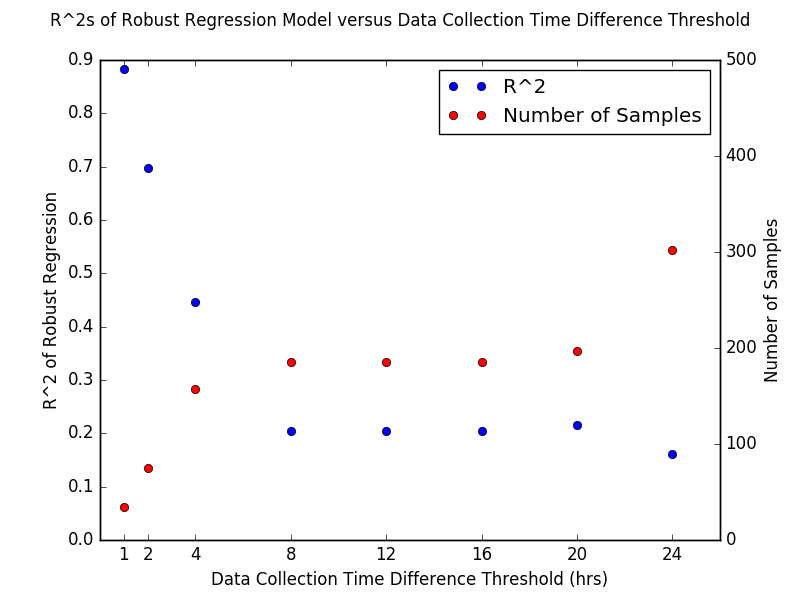 R^2s of Robust Regression Model versus Data Collection Time Difference Threshold
R^2
Number of Samples
0.9
0.8
0.7
0.6
0.5
0.4
0.3
0.2
0.1
0.0
R^2 of Robust Regression
500
400
300
200
100
0
Number of Samples
1 2 4 8 12 16 20 24
Data Collection Time Difference Threshold (hrs)